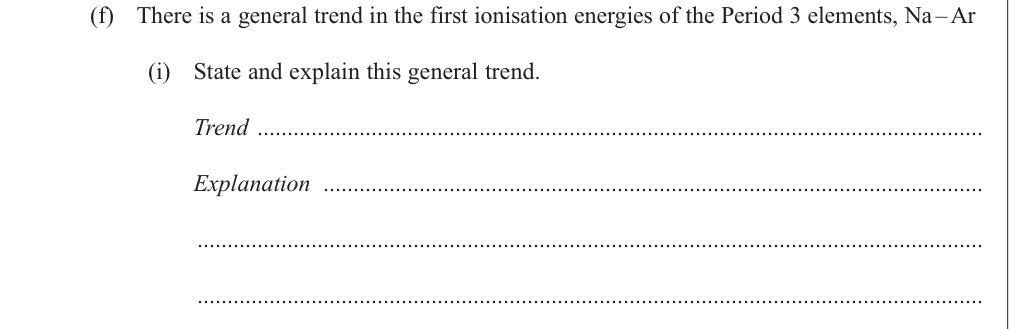 (f) There is a general trend in the first ionisation energies of the Period 3 elements, Na – Ar
(i) State and explain this general trend.
Trend ..........................................................................................................................
Explanation ...............................................................................................................
....................................................................................................................................
....................................................................................................................................